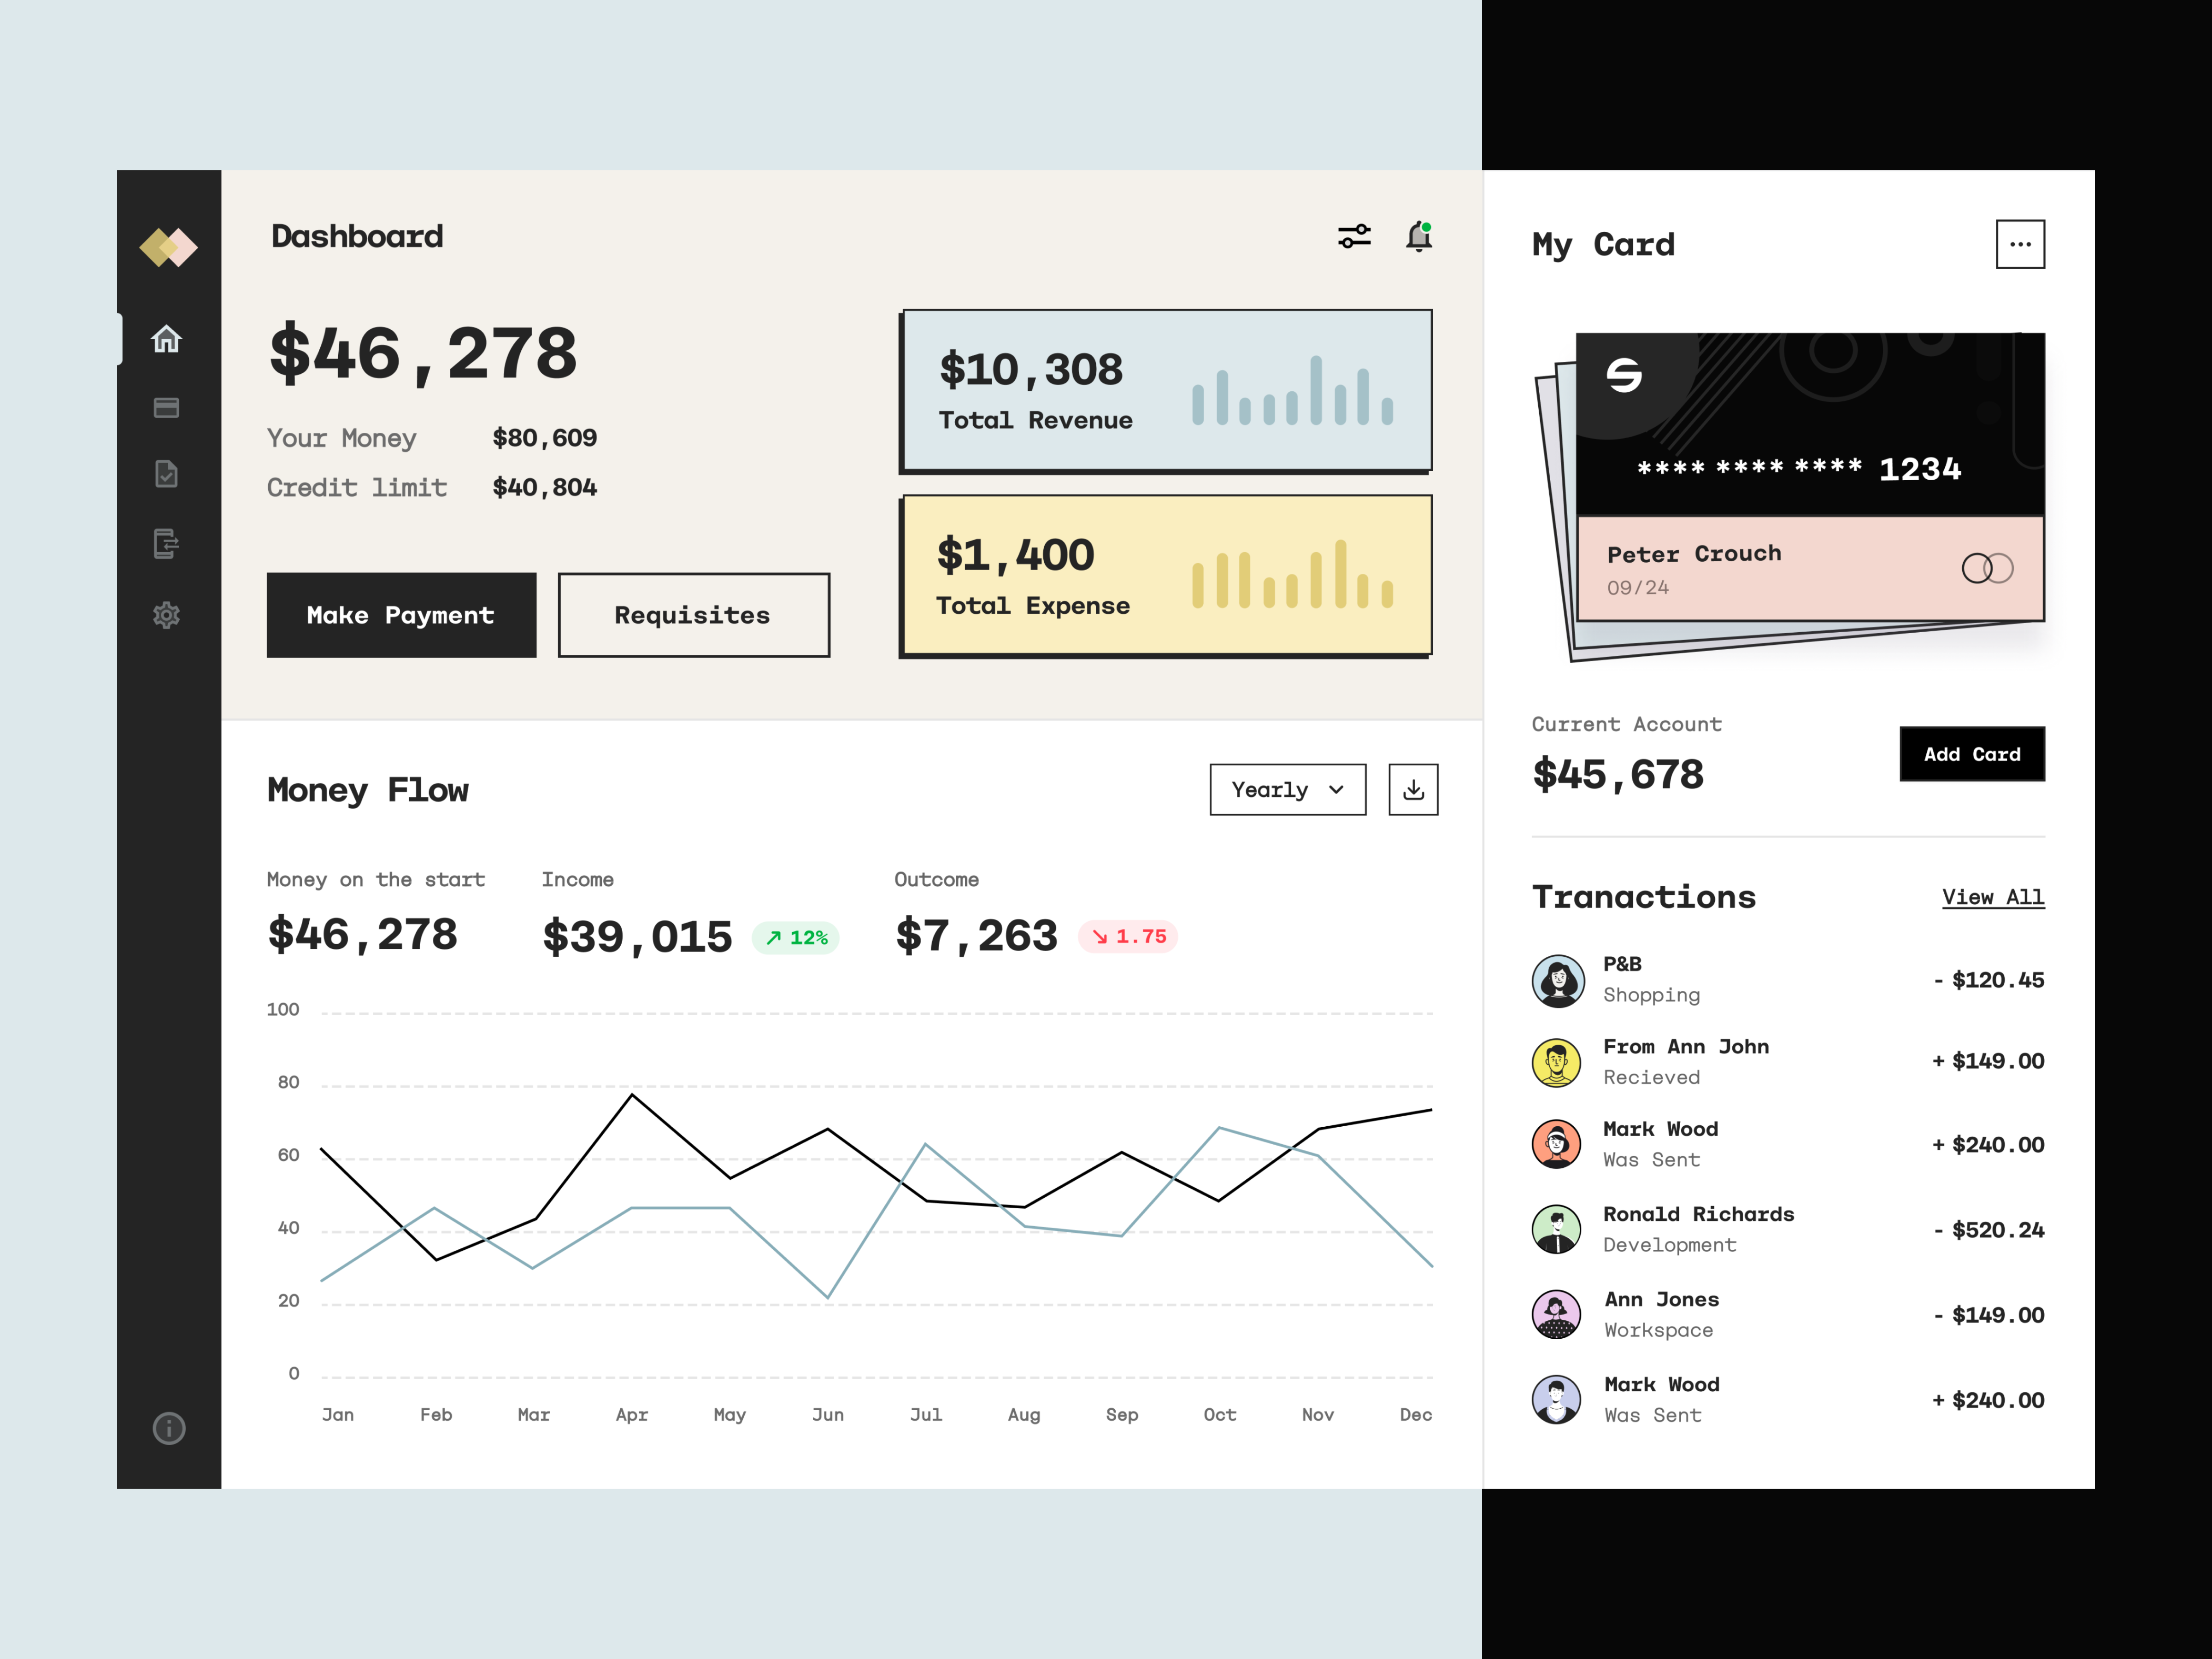 Dashboard
$46,278
Your Money $80,609
Credit limit $40,804
Make Payment
Requisites
$10,308
Total Revenue
$1,400
Total Expense
Money Flow
Yearly
Money on the start
$46,278
Income
$39,015 ↗ 12%
Outcome
$7,263 ↘ 1.75
100
80
60
40
20
0
Jan Feb Mar Apr May Jun Jul Aug Sep Oct Nov Dec
My Card
**** **** **** 1234
Peter Crouch
09/24
Current Account
$45,678
Add Card
Tranactions
View All
P&B
Shopping
- $120.45
From Ann John
Recieved
+ $149.00
Mark Wood
Was Sent
+ $240.00
Ronald Richards
Development
- $520.24
Ann Jones
Workspace
- $149.00
Mark Wood
Was Sent
+ $240.00